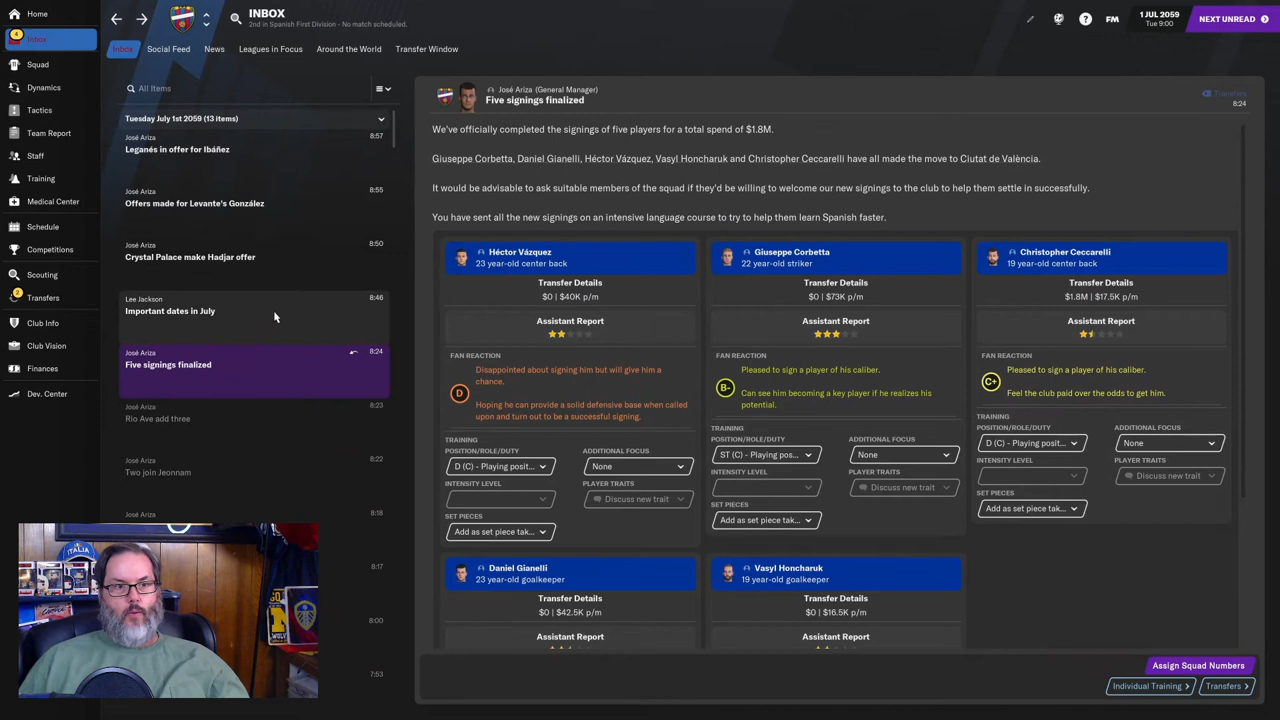 Home
4
Inbox
Squad
Dynamics
Tactics
Team Report
Staff
Training
Medical Center
Schedule
Competitions
Scouting
2
Transfers
Club Info
Club Vision
Finances
Dev. Center
INBOX
2nd in Spanish First Division - No match scheduled.
FM
1 JUL 2059
Tue 9:00
NEXT UNREAD
Inbox
Social Feed
News
Leagues in Focus
Around the World
Transfer Window
All Items
Tuesday July 1st 2059 (13 items)
José Ariza 8:57
Leganés in offer for Ibáñez
José Ariza 8:55
Offers made for Levante's González
José Ariza 8:50
Crystal Palace make Hadjar offer
Lee Jackson 8:46
Important dates in July
José Ariza 8:24
Five signings finalized
José Ariza 8:23
Rio Ave add three
José Ariza 8:22
Two join Jeonnam
José Ariza 8:18
8:17
8:00
7:53
José Ariza (General Manager)
Five signings finalized
Transfers
8:24
We've officially completed the signings of five players for a total spend of $1.8M.
Giuseppe Corbetta, Daniel Gianelli, Héctor Vázquez, Vasyl Honcharuk and Christopher Ceccarelli have all made the move to Ciutat de València.
It would be advisable to ask suitable members of the squad if they'd be willing to welcome our new signings to the club to help them settle in successfully.
You have sent all the new signings on an intensive language course to try to help them learn Spanish faster.
Héctor Vázquez
23 year-old center back
Transfer Details
$0 | $40K p/m
Assistant Report
FAN REACTION
D
Disappointed about signing him but will give him a
chance.
Hoping he can provide a solid defensive base when called
upon and turn out to be a successful signing.
TRAINING
POSITION/ROLE/DUTY
D (C) - Playing posit...
ADDITIONAL FOCUS
None
INTENSITY LEVEL
PLAYER TRAITS
Discuss new trait
SET PIECES
Add as set piece tak...
Giuseppe Corbetta
22 year-old striker
Transfer Details
$0 | $73K p/m
Assistant Report
FAN REACTION
B-
Pleased to sign a player of his caliber.
Can see him becoming a key player if he realizes his
potential.
TRAINING
POSITION/ROLE/DUTY
ST (C) - Playing pos...
ADDITIONAL FOCUS
None
INTENSITY LEVEL
PLAYER TRAITS
Discuss new trait
SET PIECES
Add as set piece tak...
Christopher Ceccarelli
19 year-old center back
Transfer Details
$1.8M | $17.5K p/m
Assistant Report
FAN REACTION
C+
Pleased to sign a player of his caliber.
Feel the club paid over the odds to get him.
TRAINING
POSITION/ROLE/DUTY
D (C) - Playing posit...
ADDITIONAL FOCUS
None
INTENSITY LEVEL
PLAYER TRAITS
Discuss new trait
SET PIECES
Add as set piece tak...
Daniel Gianelli
23 year-old goalkeeper
Transfer Details
$0 | $42.5K p/m
Assistant Report
Vasyl Honcharuk
19 year-old goalkeeper
Transfer Details
$0 | $16.5K p/m
Assistant Report
Assign Squad Numbers
Individual Training
Transfers
ITALIA